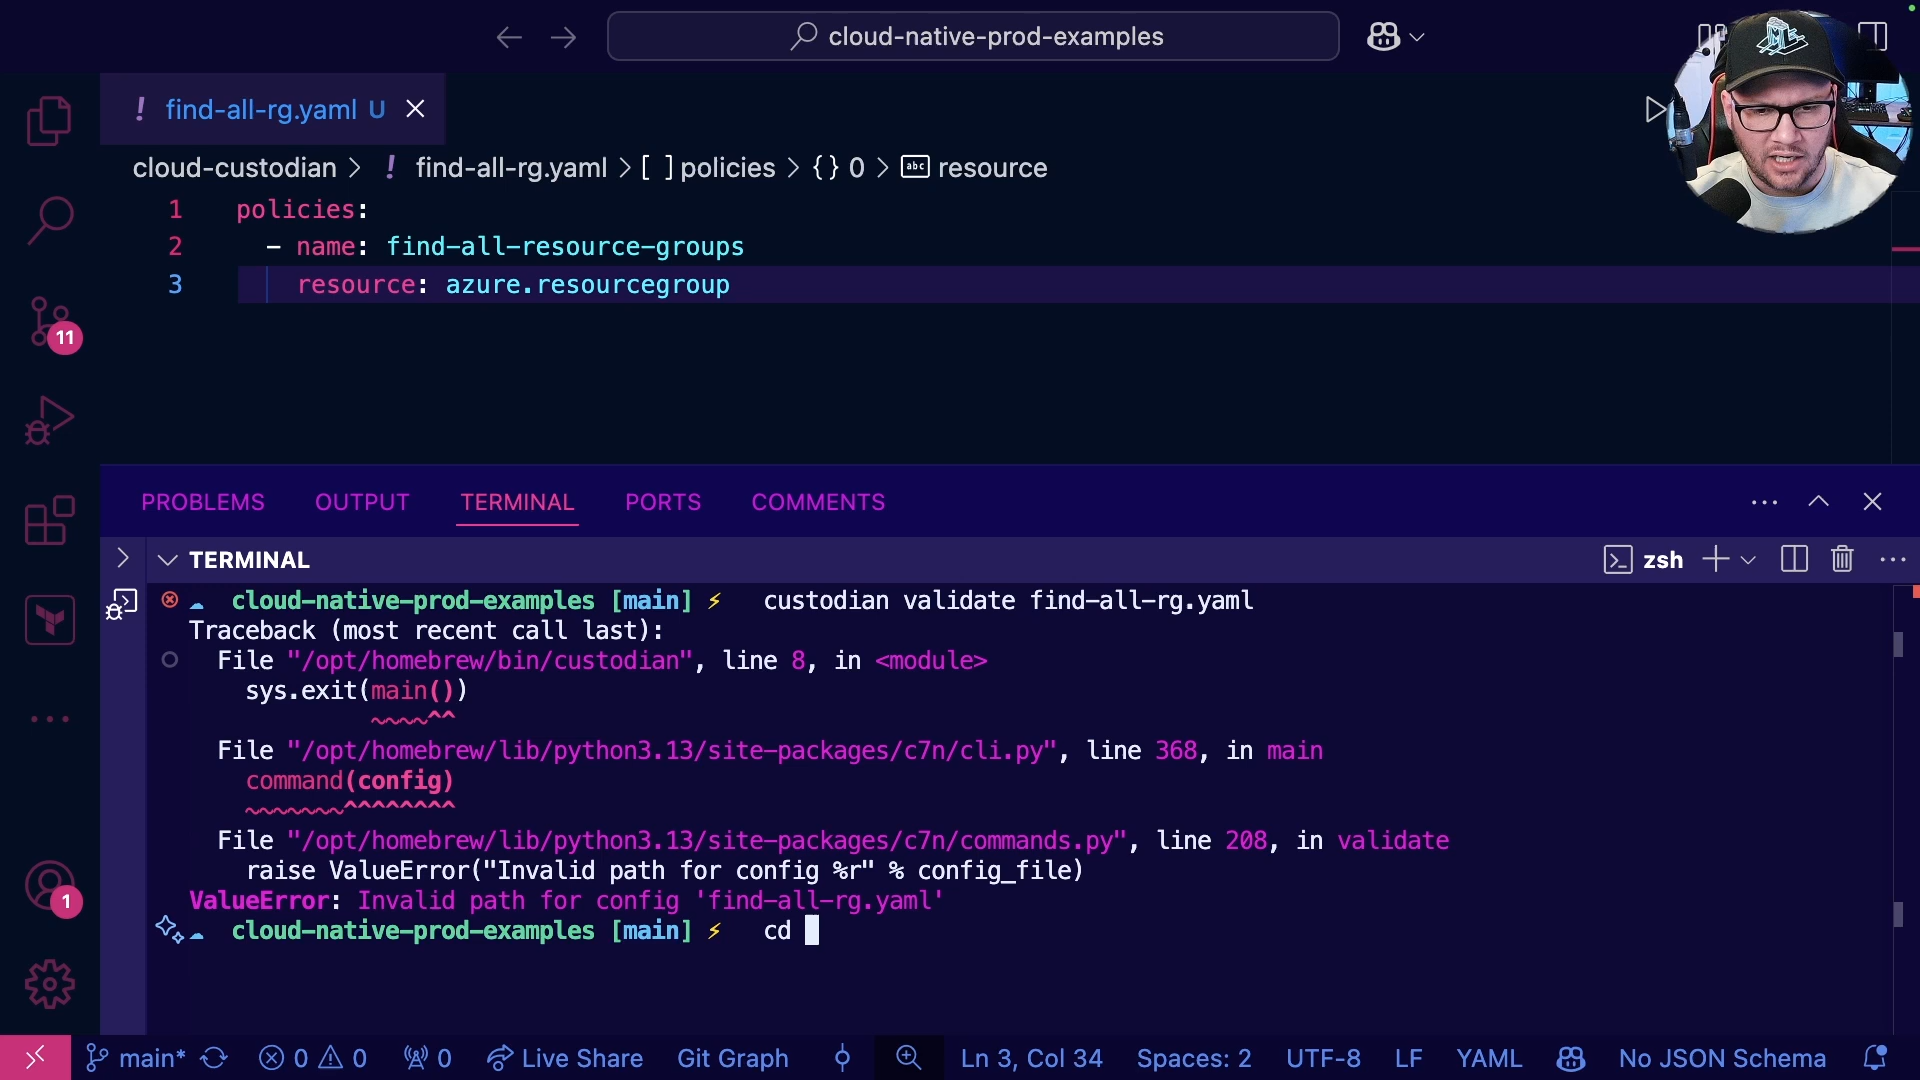 cloud-native-prod-examples
! find-all-rg.yaml U
cloud-custodian > ! find-all-rg.yaml > [ ] policies > {} 0 > abc resource
1 policies:
2 - name: find-all-resource-groups
3 resource: azure.resourcegroup
11
PROBLEMS OUTPUT TERMINAL PORTS COMMENTS
TERMINAL zsh
cloud-native-prod-examples [main] ⚡ custodian validate find-all-rg.yaml
Traceback (most recent call last):
File "/opt/homebrew/bin/custodian", line 8, in <module>
sys.exit(main())
~~~~^^
File "/opt/homebrew/lib/python3.13/site-packages/c7n/cli.py", line 368, in main
command(config)
~~~~~~~^^^^^^^^
File "/opt/homebrew/lib/python3.13/site-packages/c7n/commands.py", line 208, in validate
raise ValueError("Invalid path for config %r" % config_file)
ValueError: Invalid path for config 'find-all-rg.yaml'
cloud-native-prod-examples [main] ⚡ cd
1
main* 0 0 0 Live Share Git Graph Ln 3, Col 34 Spaces: 2 UTF-8 LF YAML No JSON Schema